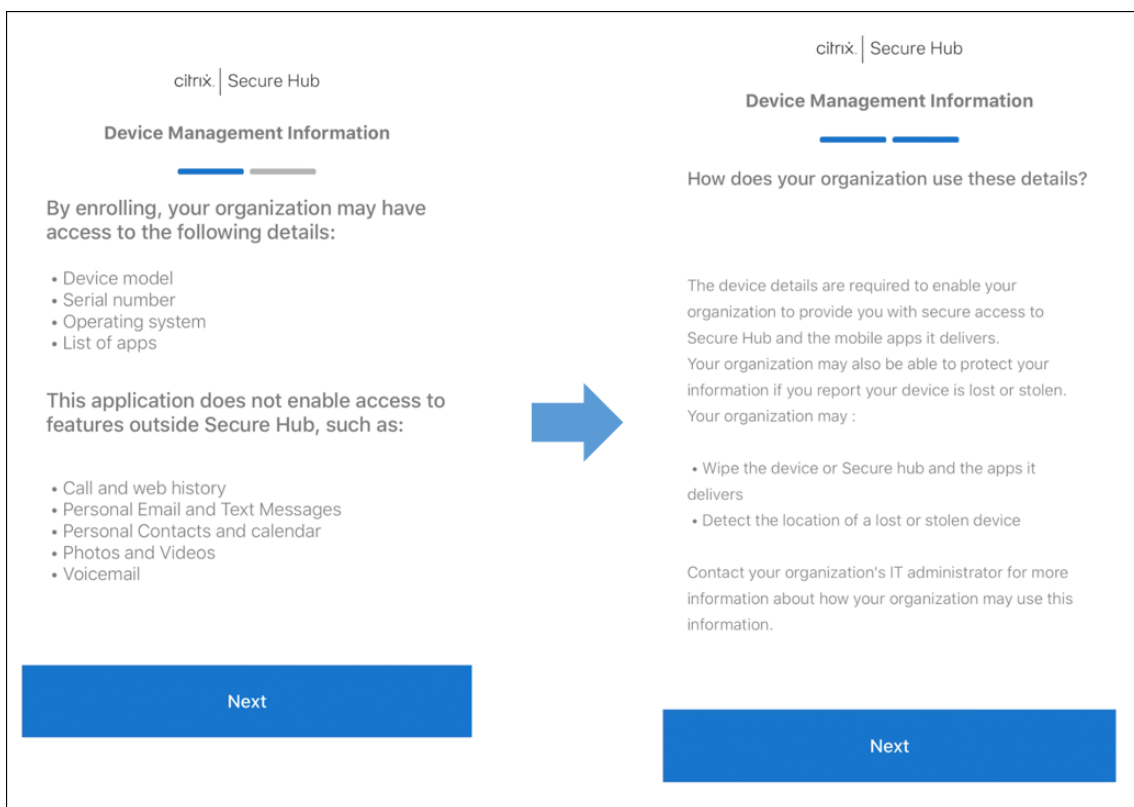 citrix. | Secure Hub
Device Management Information
By enrolling, your organization may have
access to the following details:
• Device model
• Serial number
• Operating system
• List of apps
This application does not enable access to
features outside Secure Hub, such as:
• Call and web history
• Personal Email and Text Messages
• Personal Contacts and calendar
• Photos and Videos
• Voicemail
Next
citrix. | Secure Hub
Device Management Information
How does your organization use these details?
The device details are required to enable your
organization to provide you with secure access to
Secure Hub and the mobile apps it delivers.
Your organization may also be able to protect your
information if you report your device is lost or stolen.
Your organization may :
• Wipe the device or Secure hub and the apps it
delivers
• Detect the location of a lost or stolen device
Contact your organization's IT administrator for more
information about how your organization may use this
information.
Next